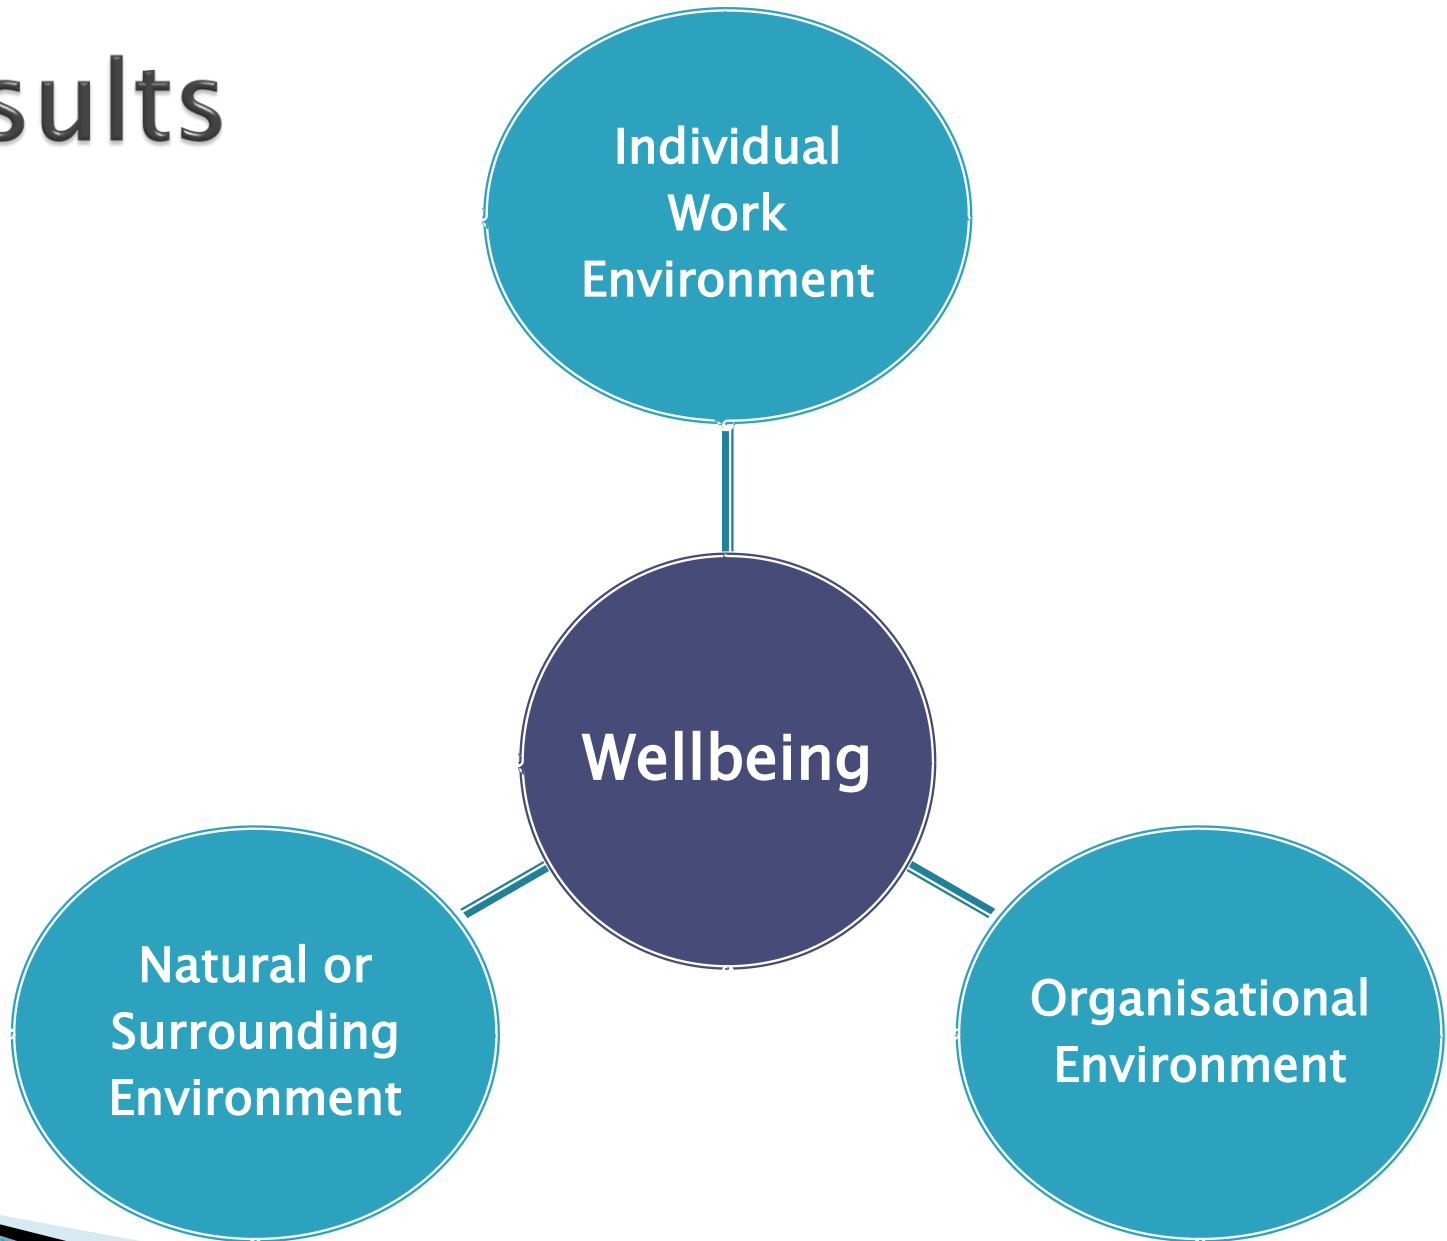 sults
Individual
Work
Environment
Wellbeing
Natural or
Surrounding
Environment
Organisational
Environment